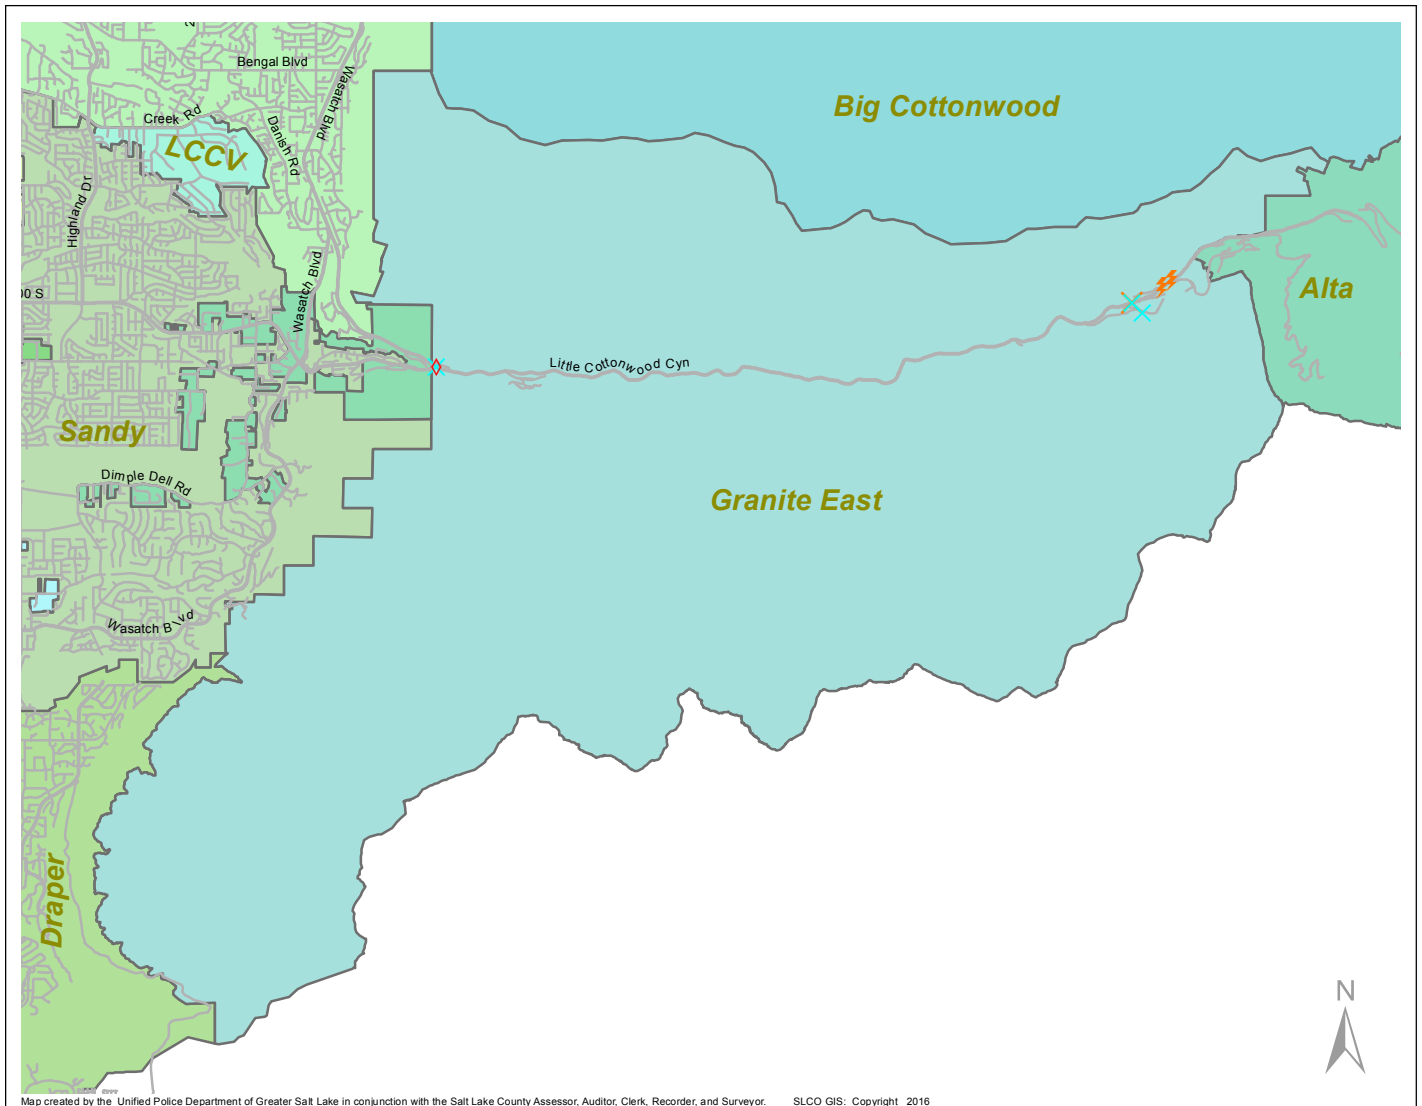 Bengal Blvd
Wasatch Blvd
Big Cottonwood
Creek Rd
Danish Rd
LCCV
Highland Dr
Wasatch Blvd
00 S
Alta
Little Cottonwood Cyn
Sandy
Dimple Dell Rd
Granite East
Wasatch Blvd
Draper
N
Map created by the Unified Police Department of Greater Salt Lake in conjunction with the Salt Lake County Assessor, Auditor, Clerk, Recorder, and Surveyor. SLCO GIS: Copyright 2016